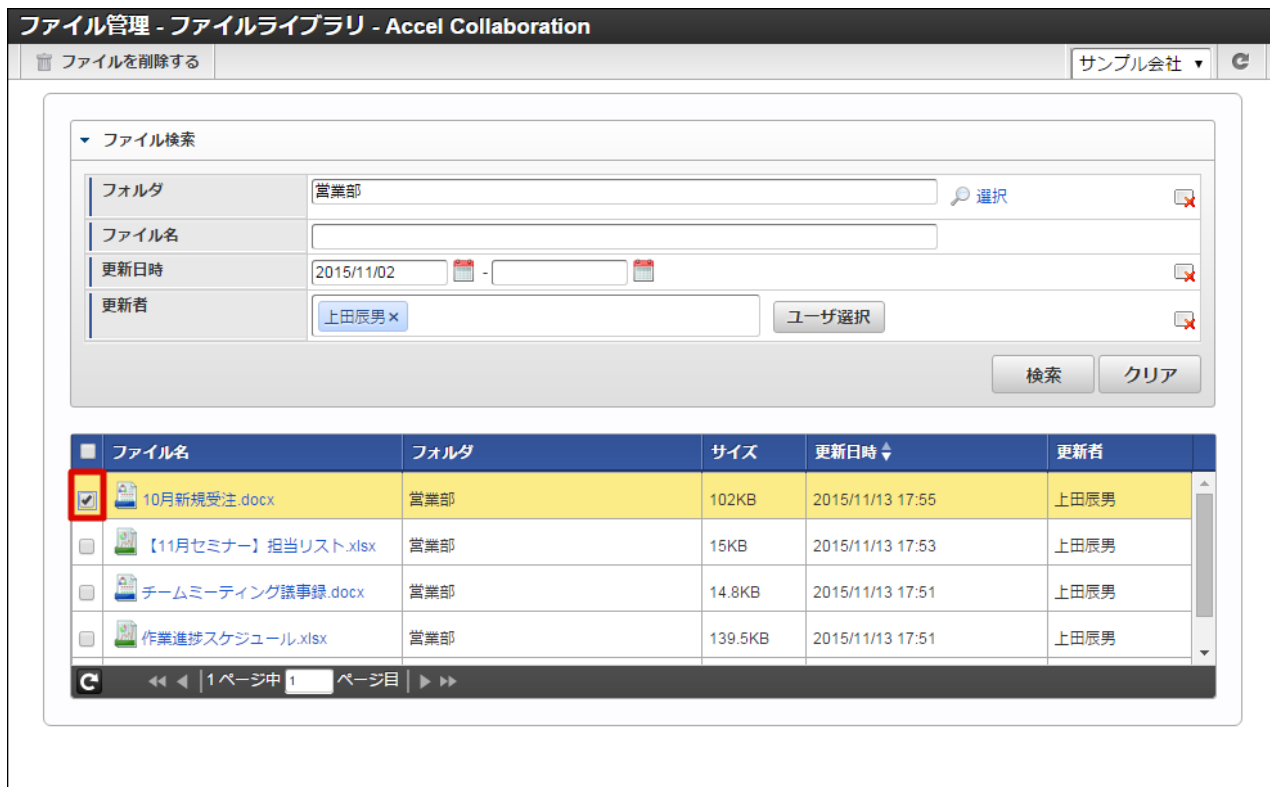 ファイル管理 - ファイルライブラリ - Accel Collaboration
ファイルを削除する サンプル会社
ファイル検索
フォルダ 営業部 選択
ファイル名
更新日時 2015/11/02 -
更新者 上田辰男× ユーザ選択
検索 クリア
ファイル名 フォルダ サイズ 更新日時 更新者
10月新規受注.docx 営業部 102KB 2015/11/13 17:55 上田辰男
【11月セミナー】担当リスト.xlsx 営業部 15KB 2015/11/13 17:53 上田辰男
チームミーティング議事録.docx 営業部 14.8KB 2015/11/13 17:51 上田辰男
作業進捗スケジュール.xlsx 営業部 139.5KB 2015/11/13 17:51 上田辰男
1 ページ中 1 ページ目